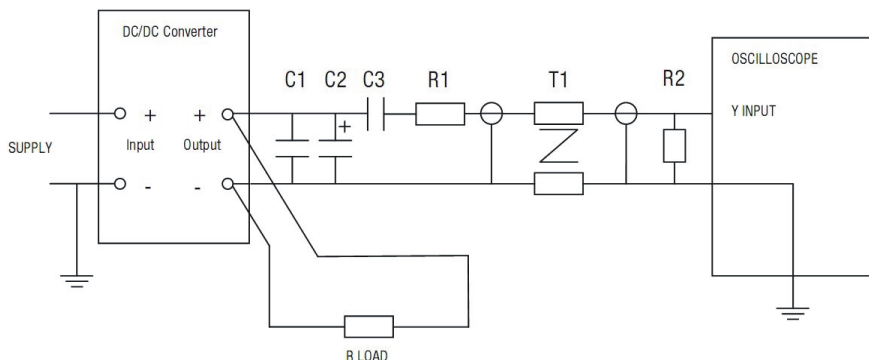 DC/DC Converter
C1 C2 C3 R1 T1 R2
OSCILLOSCOPE
+ + +
Y INPUT
SUPPLY
Input Output
- -
R LOAD